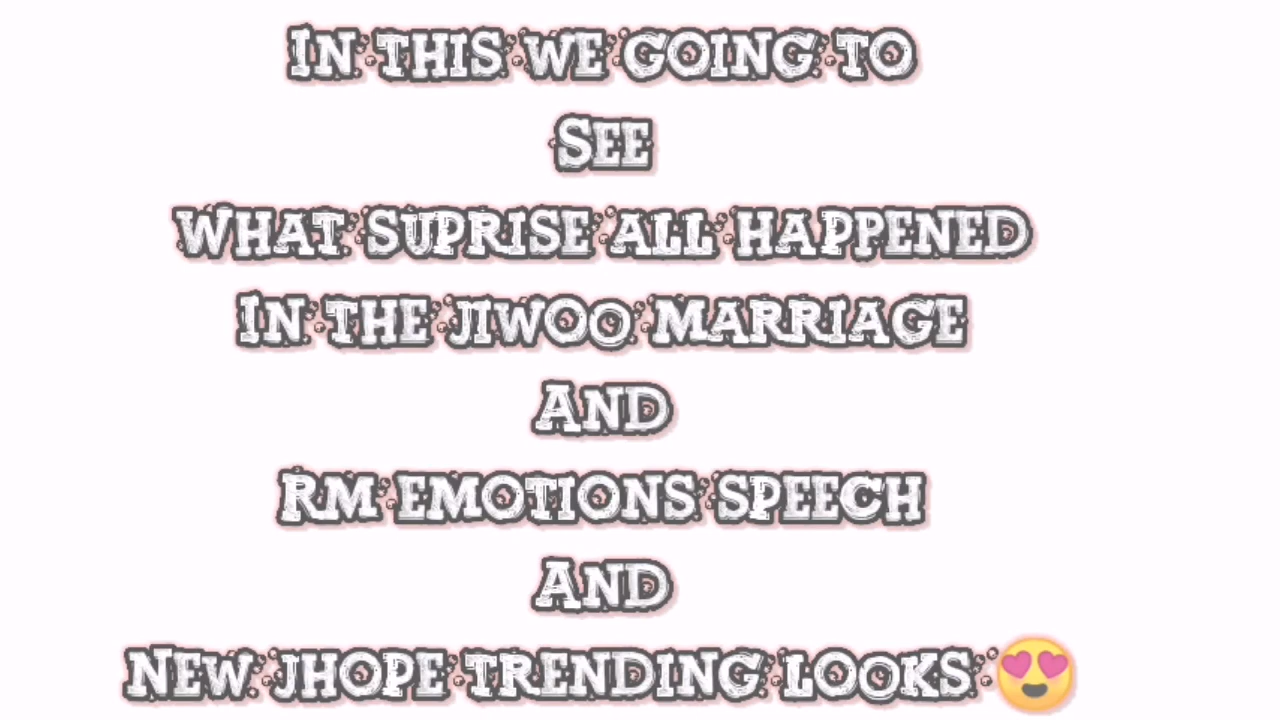 In this we going to
See
What suprise all happened
In the jiwoo Marriage
And
Rm emotions speech
And
New jhope trending looks 😍